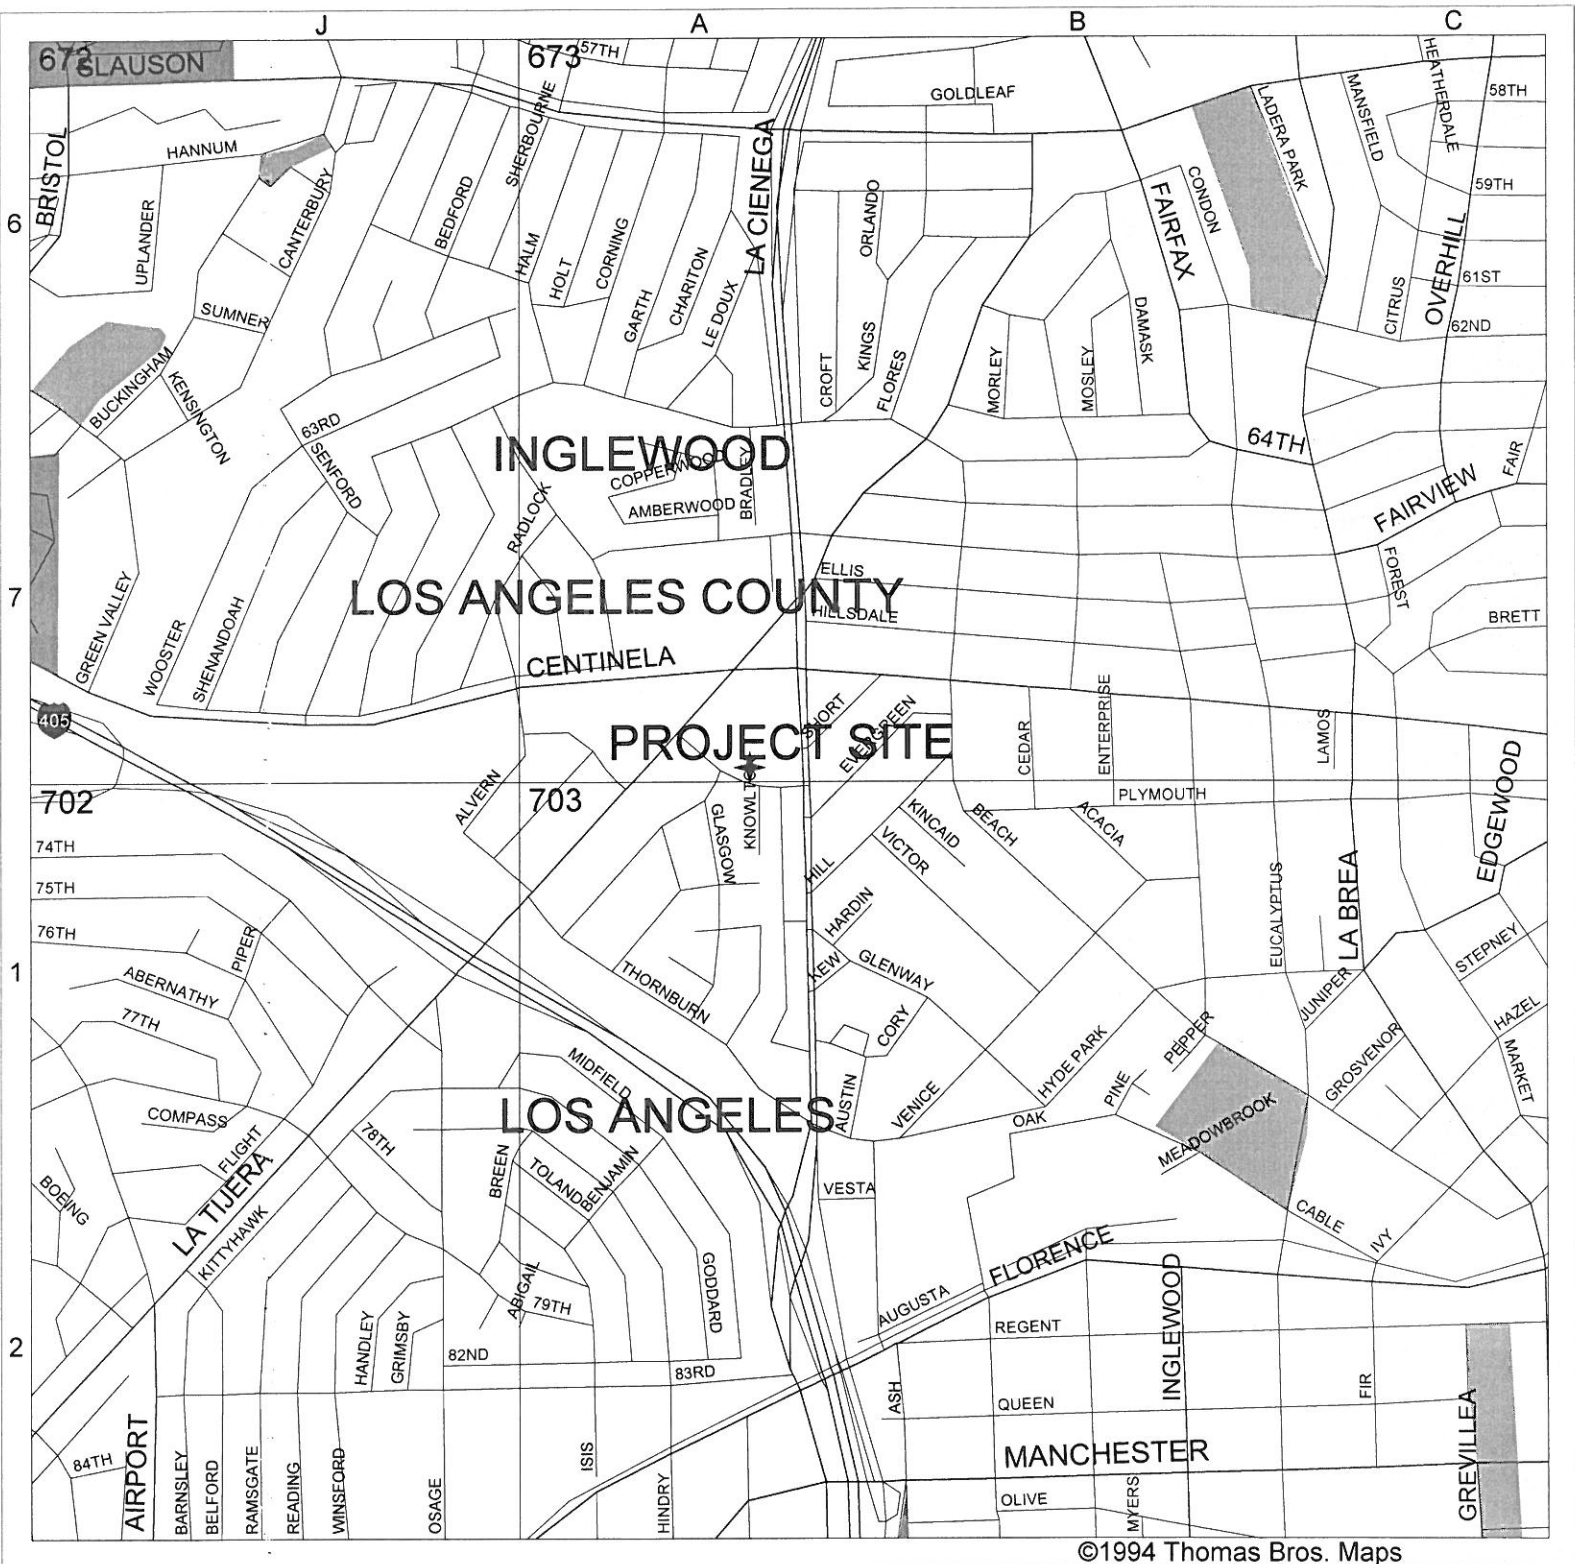 J
A
B
C
672
SLAUSON
673
57TH
GOLDLEAF
HEATHERDALE
58TH
MANSFIELD
LADERA PARK
SHERBOURNE
BRISTOL
HANNUM
LA CIENEGA
CANTERBURY
BEDFORD
CONDON
59TH
FAIRFAX
ORLANDO
6
UPLANDER
HALM
HOLT
CORNING
OVERHILL
61ST
SUMNER
GARTH
CHARITON
LE DOUX
CITRUS
62ND
DAMASK
KINGS
CROFT
FLORES
MORLEY
MOSLEY
BUCKINGHAM
KENSINGTON
63RD
64TH
INGLEWOOD
SENFORD
COPPERWOOD
BRADLEY
AMBERWOOD
FAIR
FAIRVIEW
RADLOCK
FOREST
7
GREEN VALLEY
LOS ANGELES COUNTY
ELLIS
HILLSDALE
BRETT
WOOSTER
SHENANDOAH
CENTINELA
405
SHORT
EVERGREEN
ENTERPRISE
CEDAR
LAMOS
PROJECT SITE
EDGEWOOD
ALVERN
702
703
PLYMOUTH
KNOWLTO
GLASGOW
KINCAID
BEACH
ACACIA
VICTOR
74TH
HILL
75TH
EUCALYPTUS
LA BREA
HARDIN
76TH
PIPER
STEPNEY
1
ABERNATHY
THORNBURN
KEW
GLENWAY
JUNIPER
HAZEL
77TH
CORY
PEPPER
HYDE PARK
GROSVENOR
MARKET
MIDFIELD
PINE
COMPASS
LOS ANGELES
AUSTIN
VENICE
OAK
MEADOWBROOK
78TH
FLIGHT
BREEN
TOLAND
BENJAMIN
BOEING
LA TIJERA
VESTA
CABLE
IVY
KITTYHAWK
FLORENCE
GODDARD
ABIGAIL
79TH
AUGUSTA
INGLEWOOD
REGENT
2
HANDLEY
GRIMSBY
82ND
83RD
ASH
FIR
QUEEN
GREVILLEA
MANCHESTER
84TH
AIRPORT
BARNSLEY
BELFORD
RAMSGATE
READING
WINSFORD
OSAGE
ISIS
HINDRY
OLIVE
MYERS
©1994 Thomas Bros. Maps